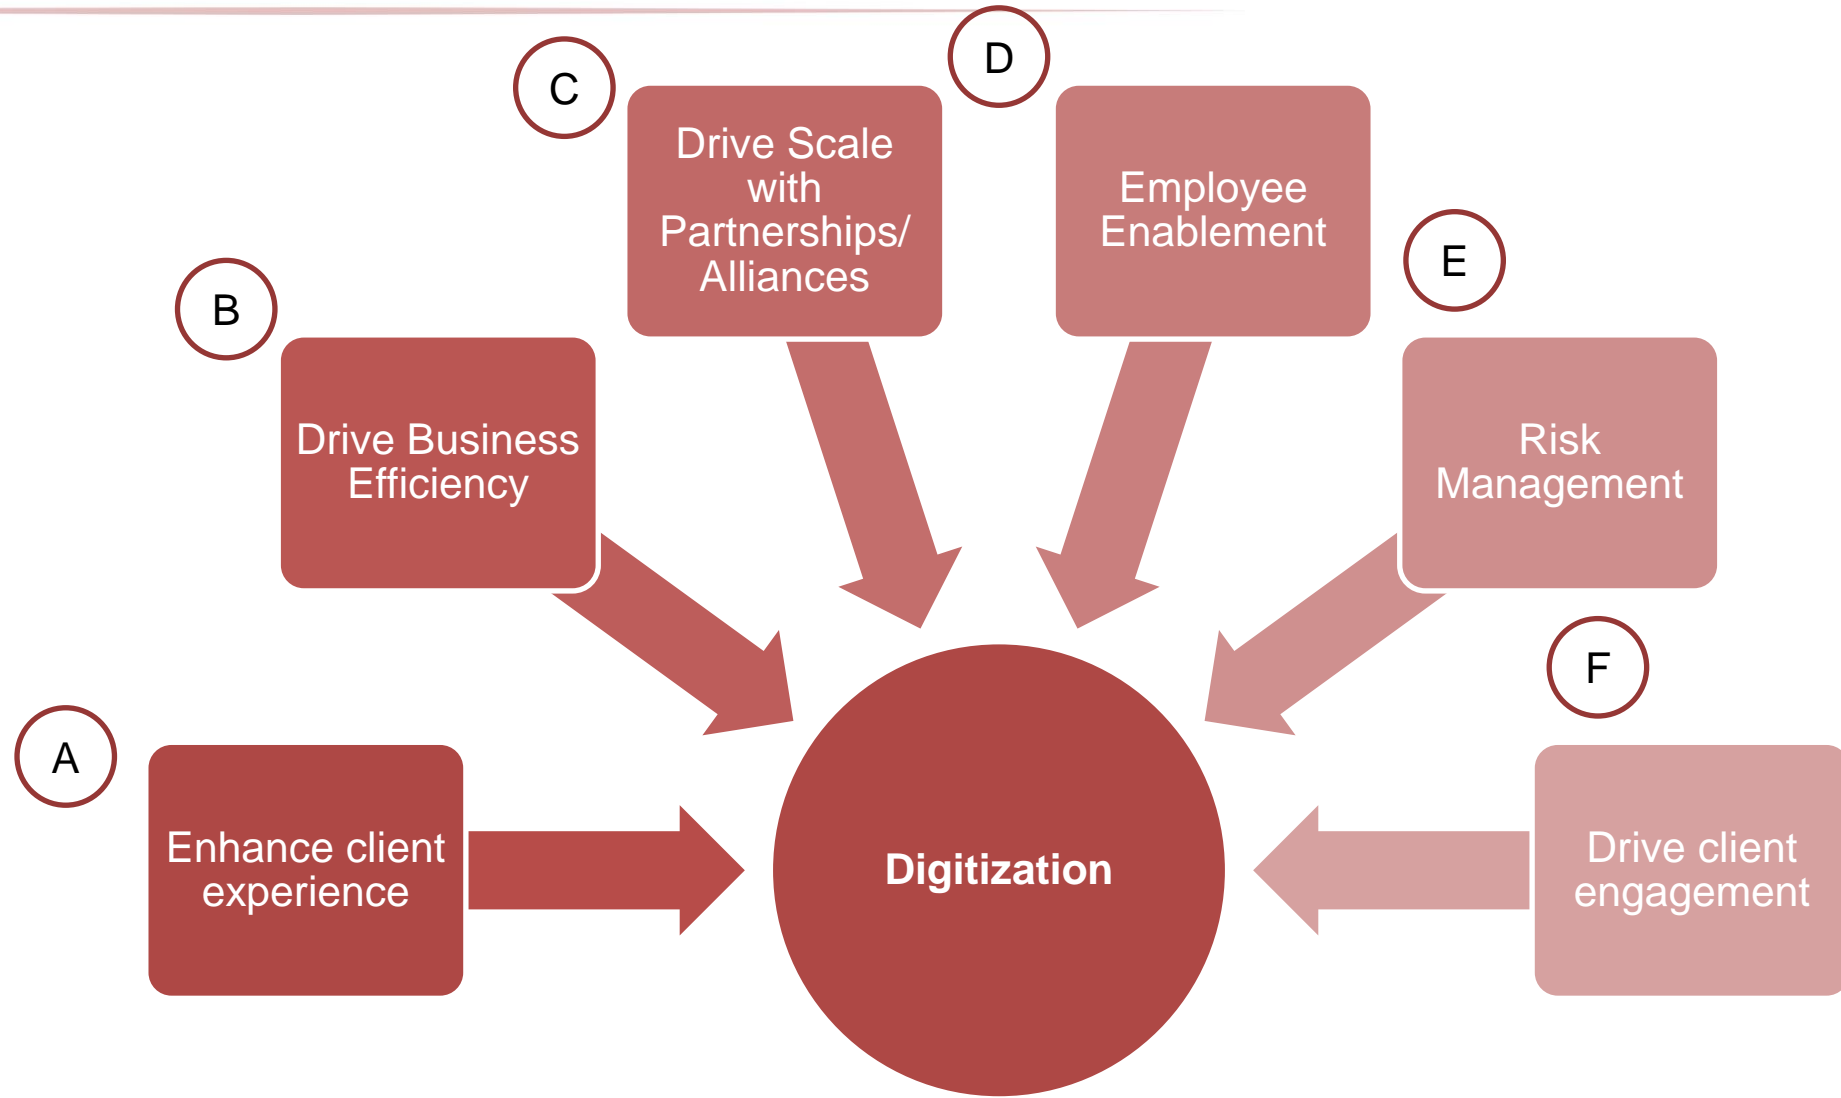 A
Enhance client
experience
B
Drive Business
Efficiency
C
Drive Scale
with
Partnerships/
Alliances
D
Employee
Enablement
E
Risk
Management
F
Drive client
engagement
Digitization